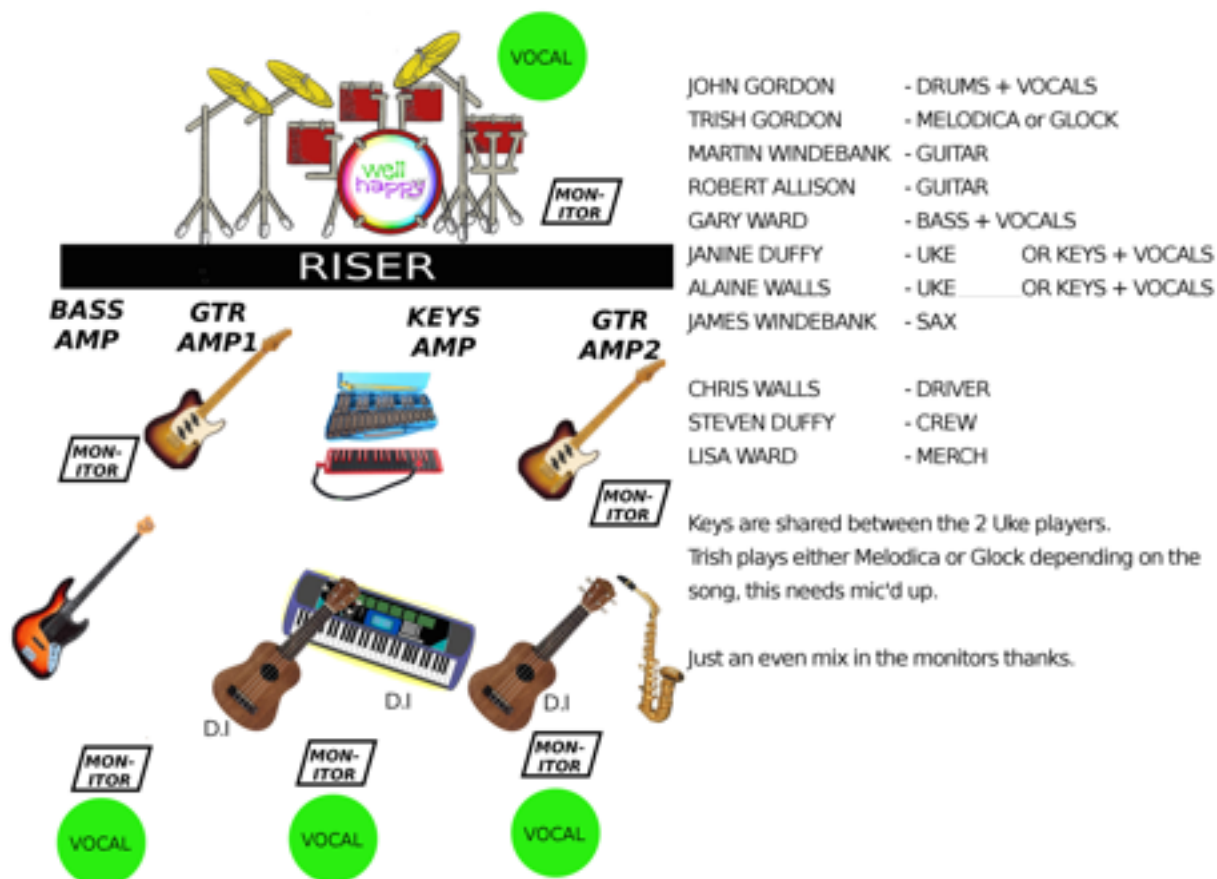 VOCAL
well
happy
MON-
ITOR
RISER
BASS
AMP
GTR
AMP1
KEYS
AMP
GTR
AMP2
MON-
ITOR
MON-
ITOR
D.I
D.I
D.I
MON-
ITOR
MON-
ITOR
MON-
ITOR
VOCAL
VOCAL
VOCAL
JOHN GORDON - DRUMS + VOCALS
TRISH GORDON - MELODICA or GLOCK
MARTIN WINDEBANK - GUITAR
ROBERT ALLISON - GUITAR
GARY WARD - BASS + VOCALS
JANINE DUFFY - UKE OR KEYS + VOCALS
ALAINE WALLS - UKE ______ OR KEYS + VOCALS
JAMES WINDEBANK - SAX
CHRIS WALLS - DRIVER
STEVEN DUFFY - CREW
LISA WARD - MERCH
Keys are shared between the 2 Uke players.
Trish plays either Melodica or Glock depending on the
song, this needs mic'd up.
Just an even mix in the monitors thanks.